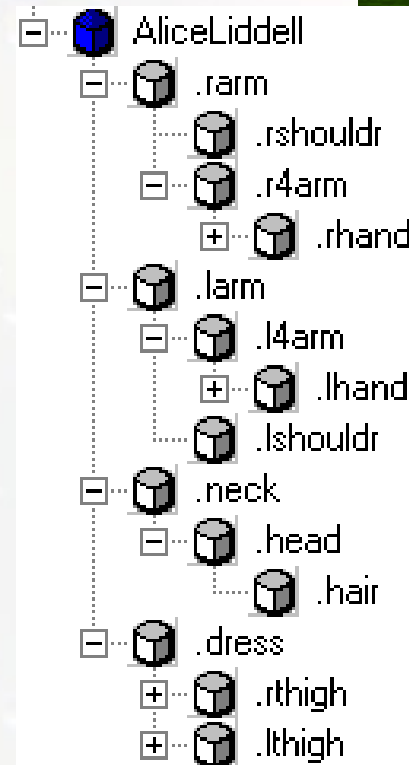 AliceLiddell
.rarm
.rshouldr
.r4arm
.rhand
.larm
.l4arm
.lhand
.lshouldr
.neck
.head
.hair
.dress
.rthigh
.lthigh